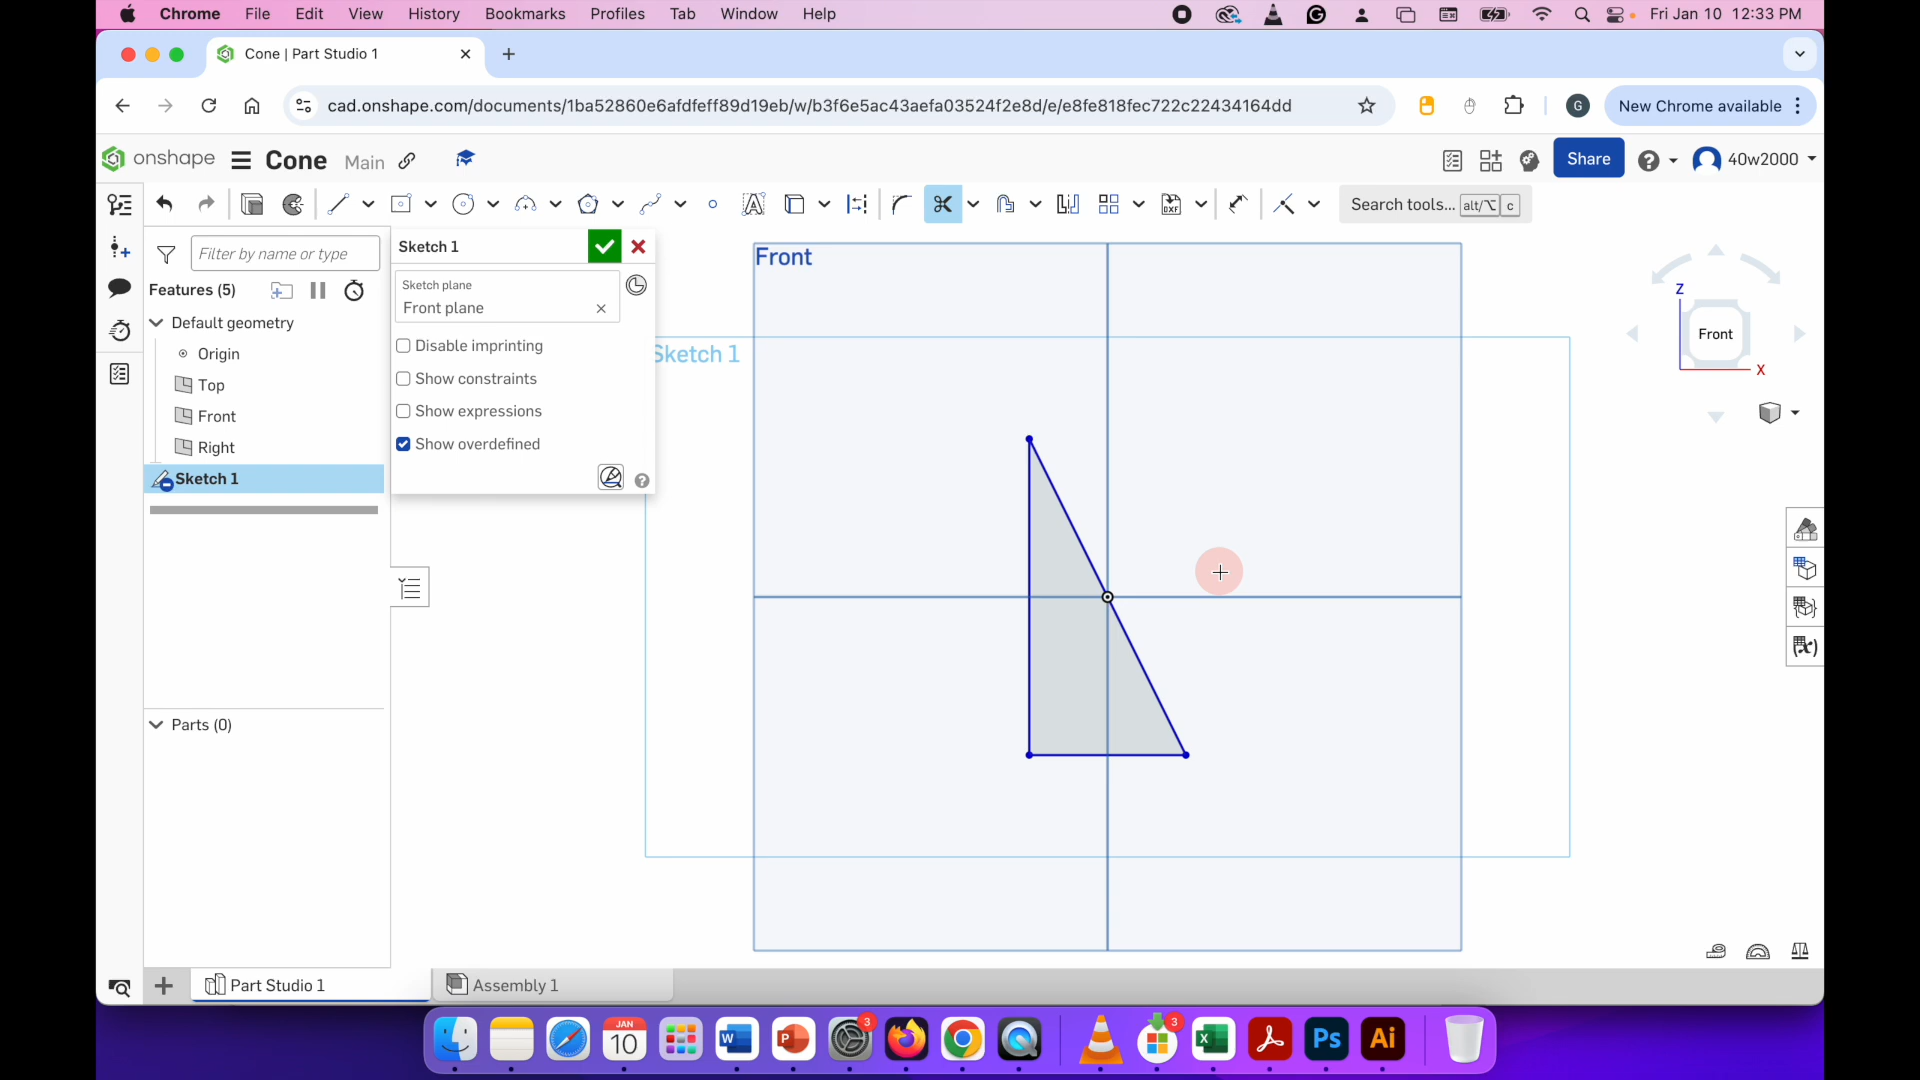 Chrome File Edit View History Bookmarks Profiles Tab Window Help Fri Jan 10 12:33 PM
Cone | Part Studio 1
cad.onshape.com/documents/1ba52860e6afdfeff89d19eb/w/b3f6e5ac43aefa03524f2e8d/e/e8fe818fec722c22434164dd G New Chrome available
onshape Cone Main Share 40w2000
Search tools... alt/⌥ c
Filter by name or type
Features (5)
Default geometry
Origin
Top
Front
Right
Sketch 1
Parts (0)
Sketch 1
Sketch plane
Front plane
Disable imprinting
Show constraints
Show expressions
Show overdefined
Front
Sketch 1
Z
Front
X
Part Studio 1 Assembly 1
JAN
10
W
P
3
3
X
Ps
Ai